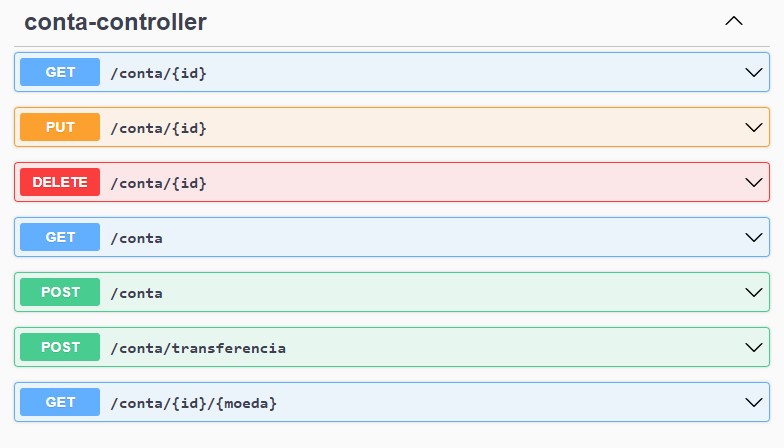 conta-controller
GET /conta/{id}
PUT /conta/{id}
DELETE /conta/{id}
GET /conta
POST /conta
POST /conta/transferencia
GET /conta/{id}/{moeda}